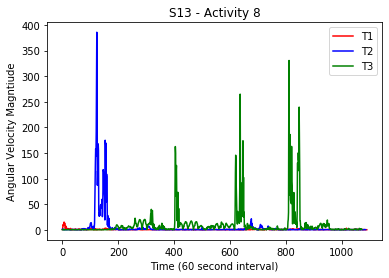 S13 - Activity 8
T1
T2
T3
400
350
300
250
200
150
100
50
0
Angular Velocity Magntiude
0 200 400 600 800 1000
Time (60 second interval)